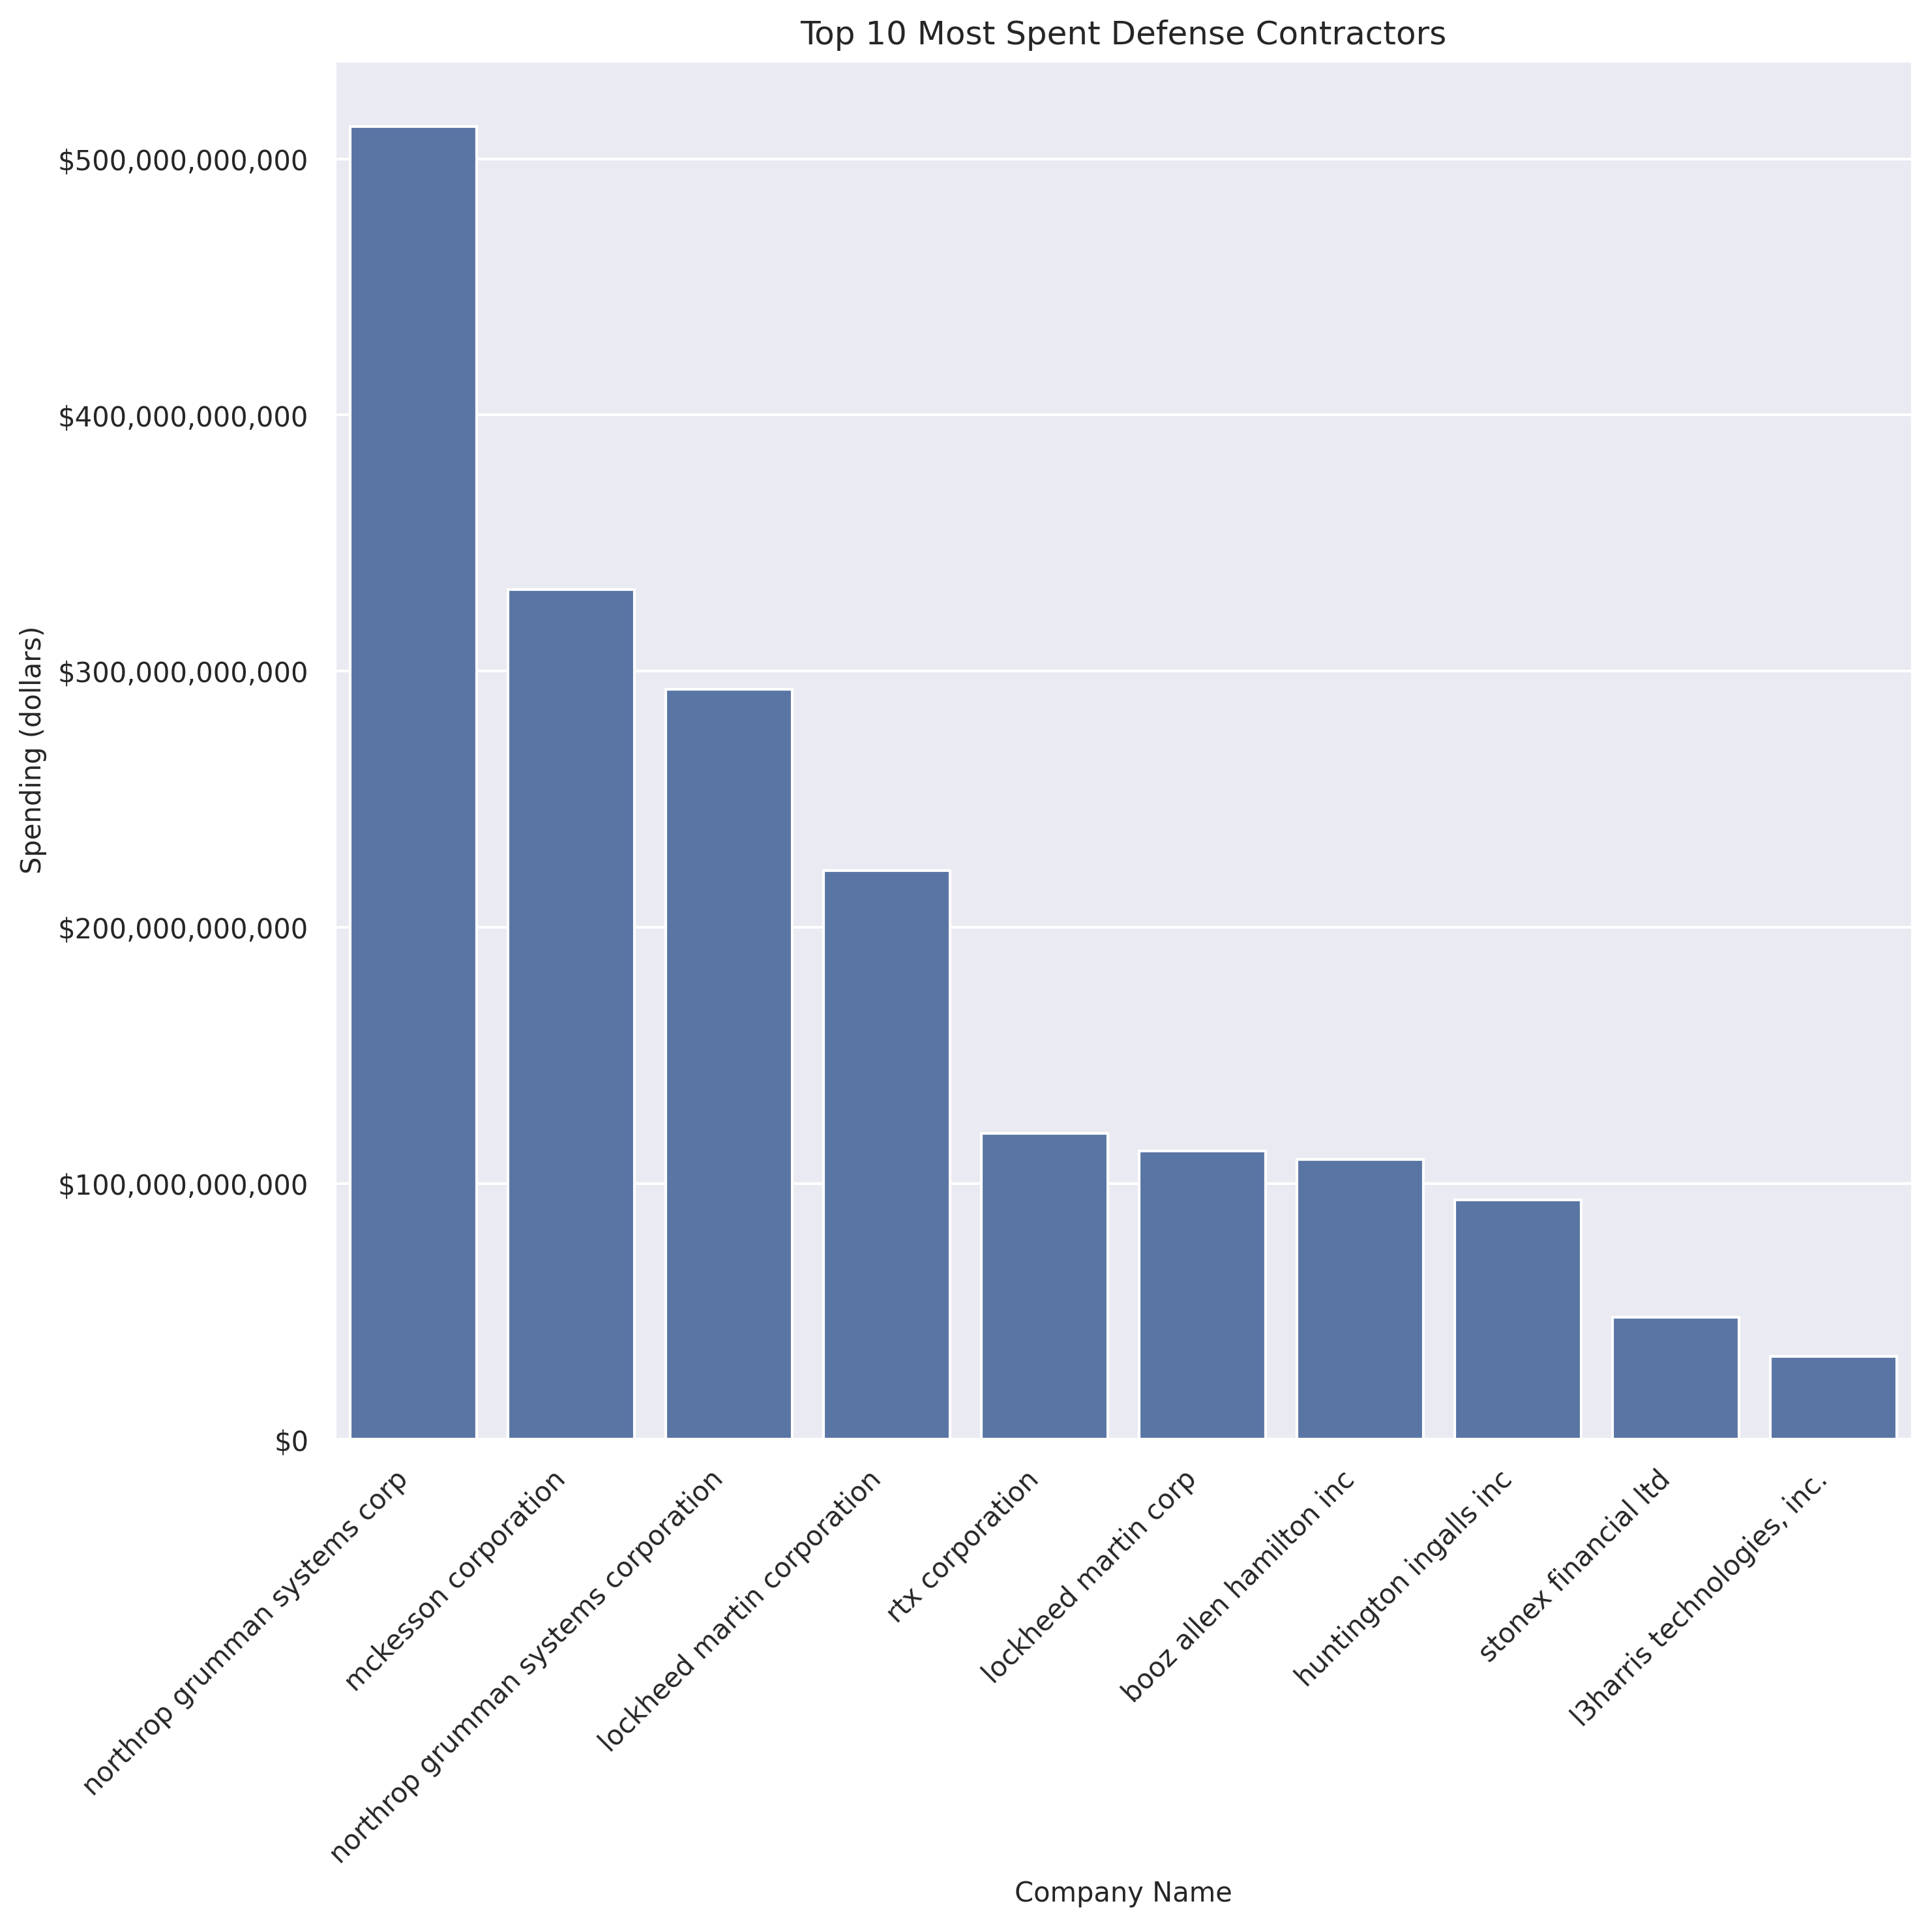 Top 10 Most Spent Defense Contractors
Spending (dollars)
$500,000,000,000
$400,000,000,000
$300,000,000,000
$200,000,000,000
$100,000,000,000
$0
northrop grumman systems corp
mckesson corporation
northrop grumman systems corporation
lockheed martin corporation
rtx corporation
lockheed martin corp
booz allen hamilton inc
huntington ingalls inc
stonex financial ltd
l3harris technologies, inc.
Company Name